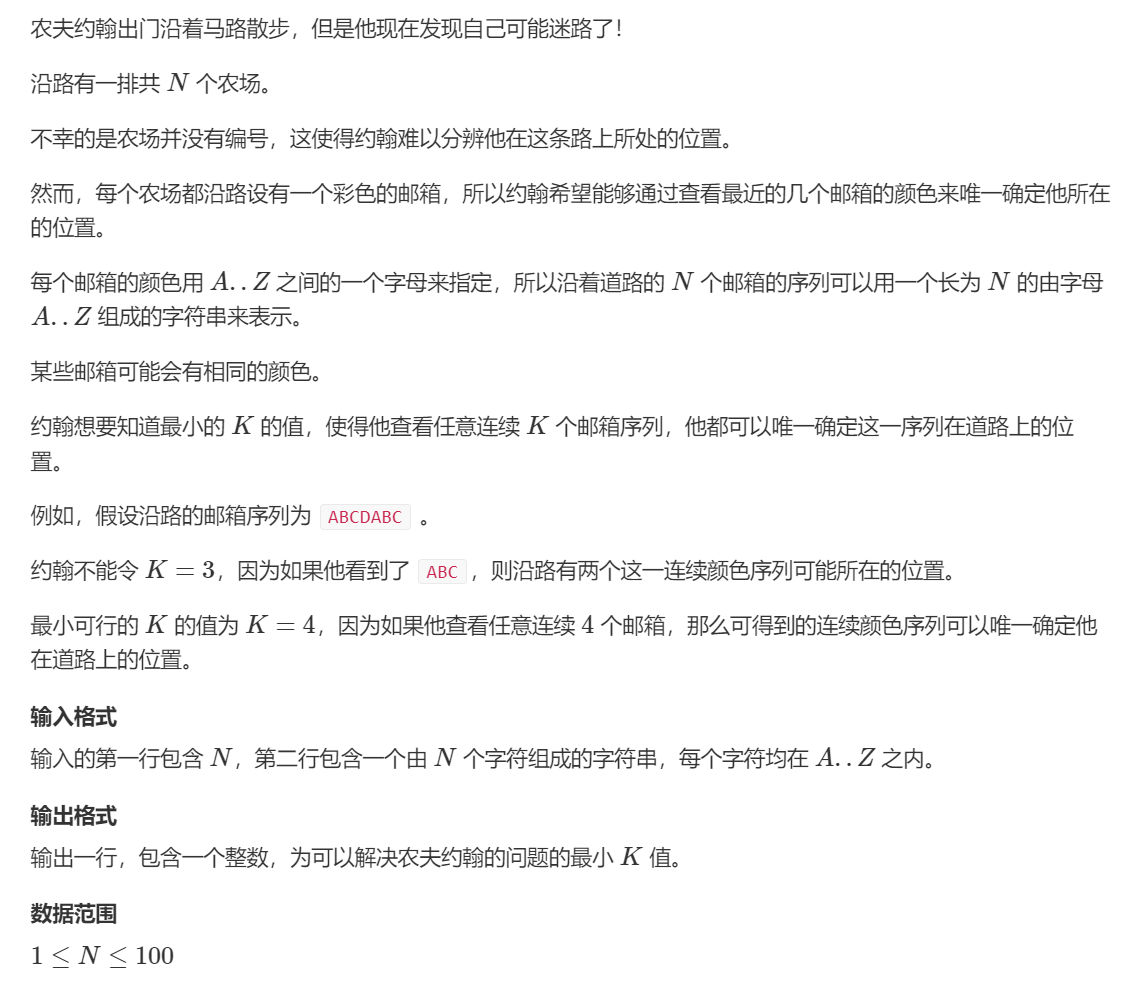 农夫约翰出门沿着马路散步，但是他现在发现自己可能迷路了！
沿路有一排共 N 个农场。
不幸的是农场并没有编号，这使得约翰难以分辨他在这条路上所处的位置。
然而，每个农场都沿路设有一个彩色的邮箱，所以约翰希望能够通过查看最近的几个邮箱的颜色来唯一确定他所在
的位置。
每个邮箱的颜色用 A..Z 之间的一个字母来指定，所以沿着道路的 N 个邮箱的序列可以用一个长为 N 的由字母
A..Z 组成的字符串来表示。
某些邮箱可能会有相同的颜色。
约翰想要知道最小的 K 的值，使得他查看任意连续 K 个邮箱序列，他都可以唯一确定这一序列在道路上的位
置。
例如，假设沿路的邮箱序列为 ABCDABC 。
约翰不能令 K = 3，因为如果他看到了 ABC ，则沿路有两个这一连续颜色序列可能所在的位置。
最小可行的 K 的值为 K = 4，因为如果他查看任意连续 4 个邮箱，那么可得到的连续颜色序列可以唯一确定他
在道路上的位置。
输入格式
输入的第一行包含 N，第二行包含一个由 N 个字符组成的字符串，每个字符均在 A..Z 之内。
输出格式
输出一行，包含一个整数，为可以解决农夫约翰的问题的最小 K 值。
数据范围
1 ≤ N ≤ 100